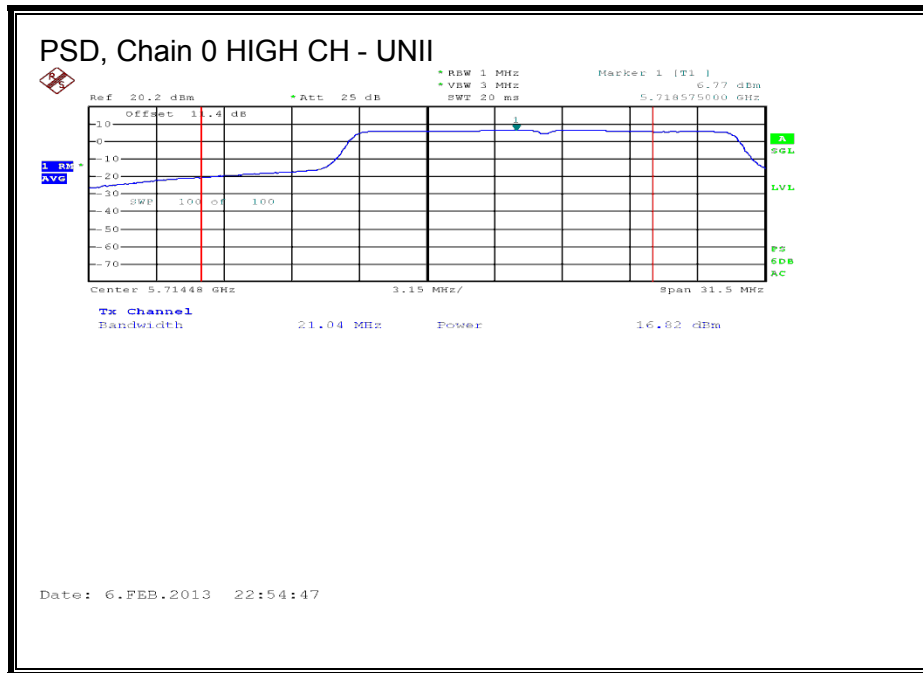 PSD, Chain 0 HIGH CH - UNII
R
S
* RBW 1 MHz Marker 1 [T1 ]
* VBW 3 MHz 6.77 dBm
Ref 20.2 dBm * Att 25 dB SWT 20 ms 5.718575000 GHz
Offset 11.4 dB
10
1
0
A
SGL
-10
1 RM *
AVG
-20
LVL
-30
SWP 100 of 100
-40
-50
-60
PS
6DB
-70
AC
Center 5.71448 GHz 3.15 MHz/ Span 31.5 MHz
Tx Channel
Bandwidth 21.04 MHz Power 16.82 dBm
Date: 6.FEB.2013 22:54:47